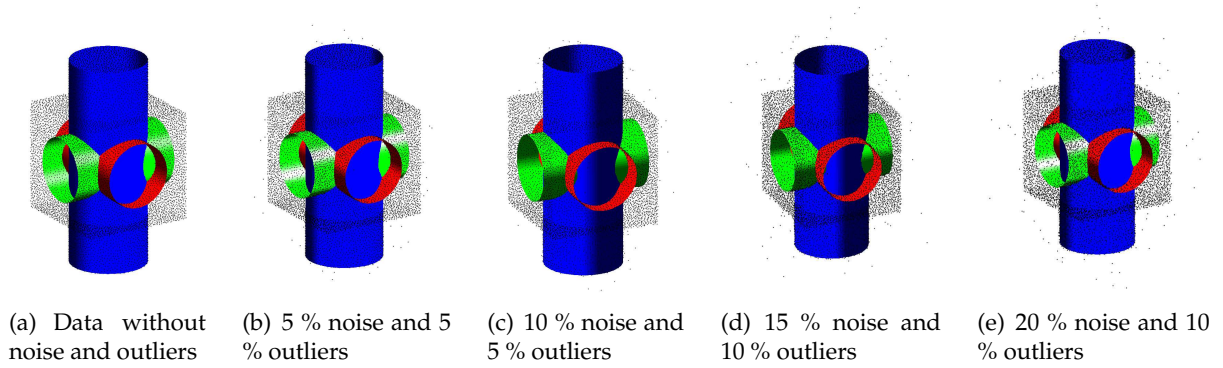 (a) Data without
noise and outliers
(b) 5 % noise and 5
% outliers
(c) 10 % noise and
5 % outliers
(d) 15 % noise and
10 % outliers
(e) 20 % noise and 10
% outliers